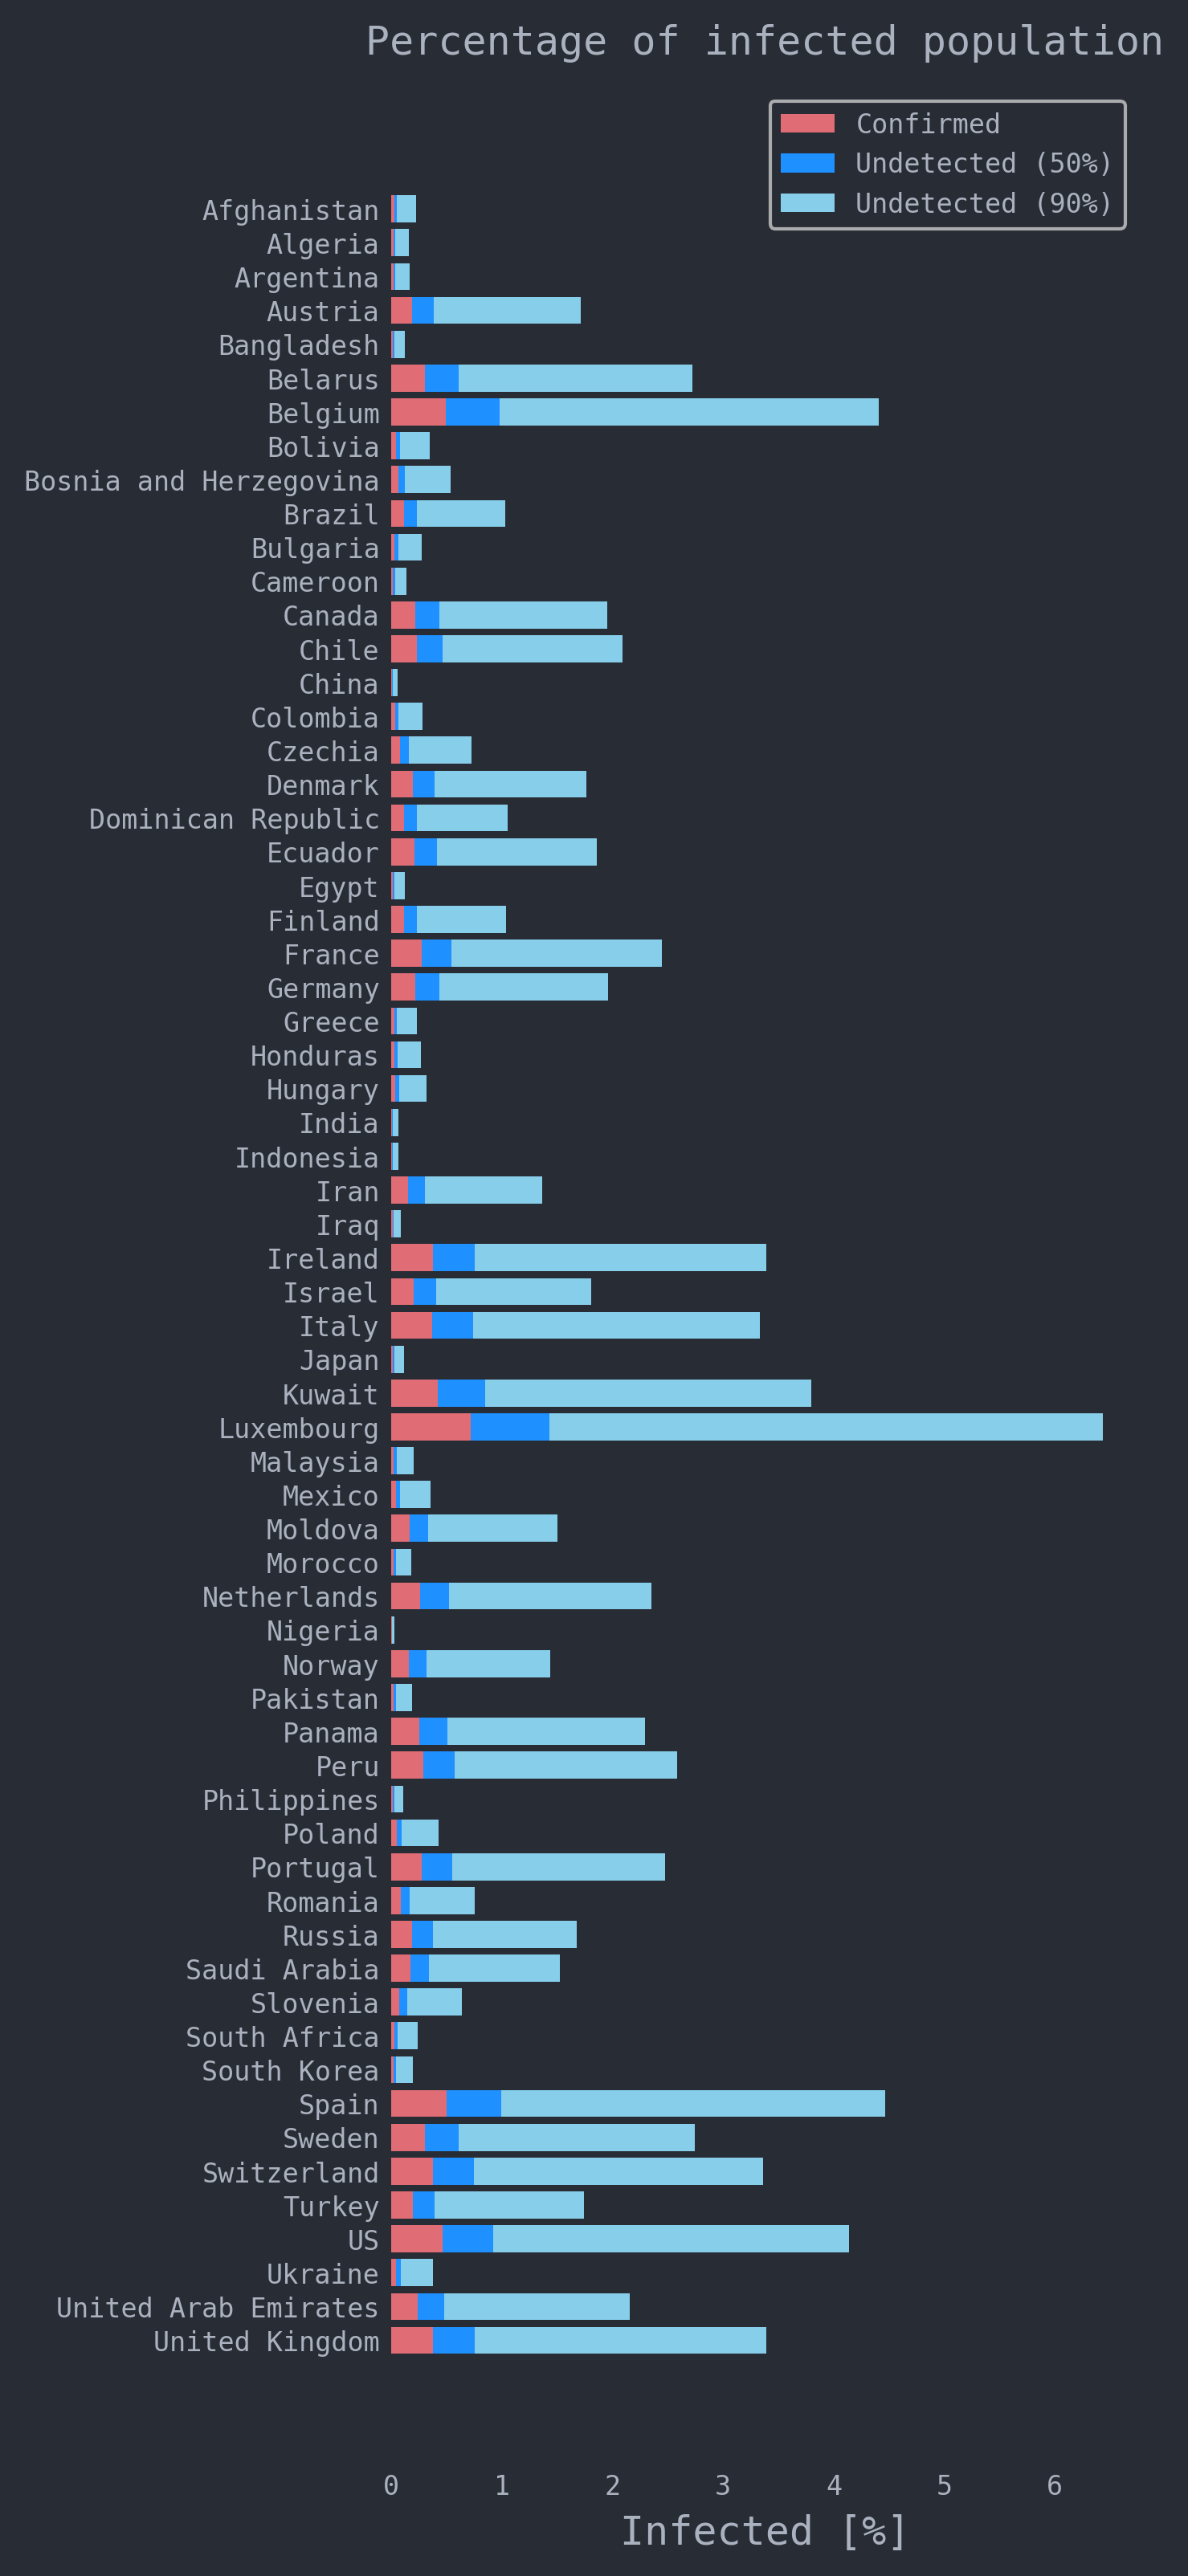 Percentage of infected population
Confirmed
Undetected (50%)
Undetected (90%)
Afghanistan
Algeria
Argentina
Austria
Bangladesh
Belarus
Belgium
Bolivia
Bosnia and Herzegovina
Brazil
Bulgaria
Cameroon
Canada
Chile
China
Colombia
Czechia
Denmark
Dominican Republic
Ecuador
Egypt
Finland
France
Germany
Greece
Honduras
Hungary
India
Indonesia
Iran
Iraq
Ireland
Israel
Italy
Japan
Kuwait
Luxembourg
Malaysia
Mexico
Moldova
Morocco
Netherlands
Nigeria
Norway
Pakistan
Panama
Peru
Philippines
Poland
Portugal
Romania
Russia
Saudi Arabia
Slovenia
South Africa
South Korea
Spain
Sweden
Switzerland
Turkey
US
Ukraine
United Arab Emirates
United Kingdom
0 1 2 3 4 5 6
Infected [%]